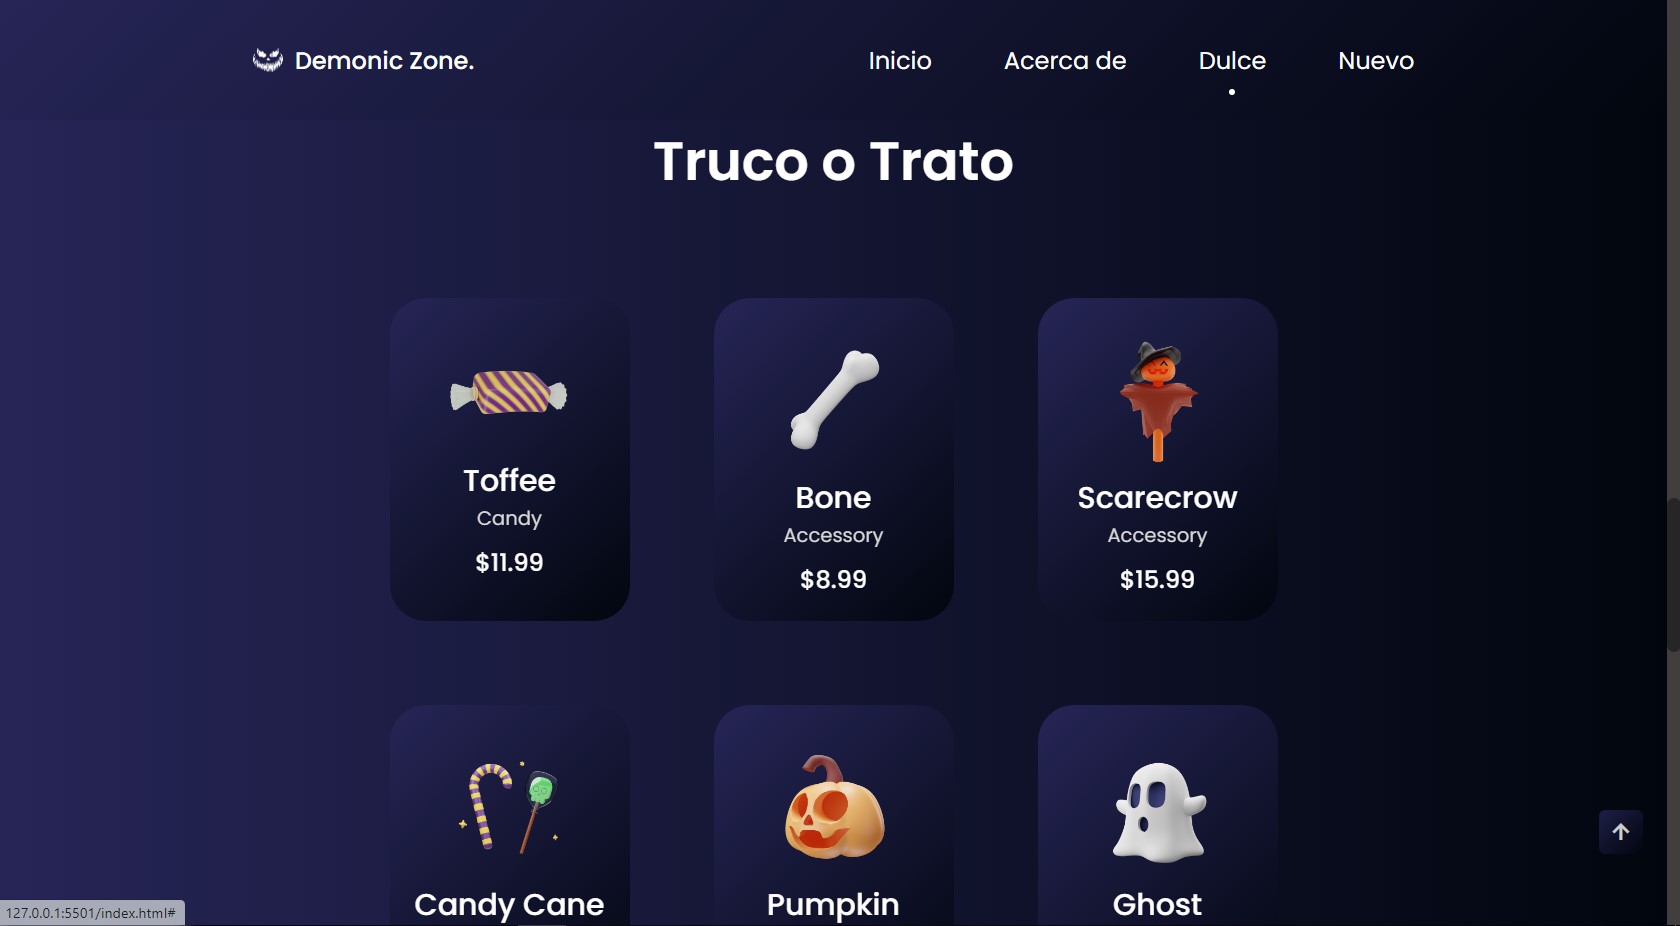 Demonic Zone.
Inicio
Acerca de
Dulce
Nuevo
Truco o Trato
Toffee
Candy
$11.99
Bone
Accessory
$8.99
Scarecrow
Accessory
$15.99
Candy Cane
Pumpkin
Ghost
127.0.0.1:5501/index.html#